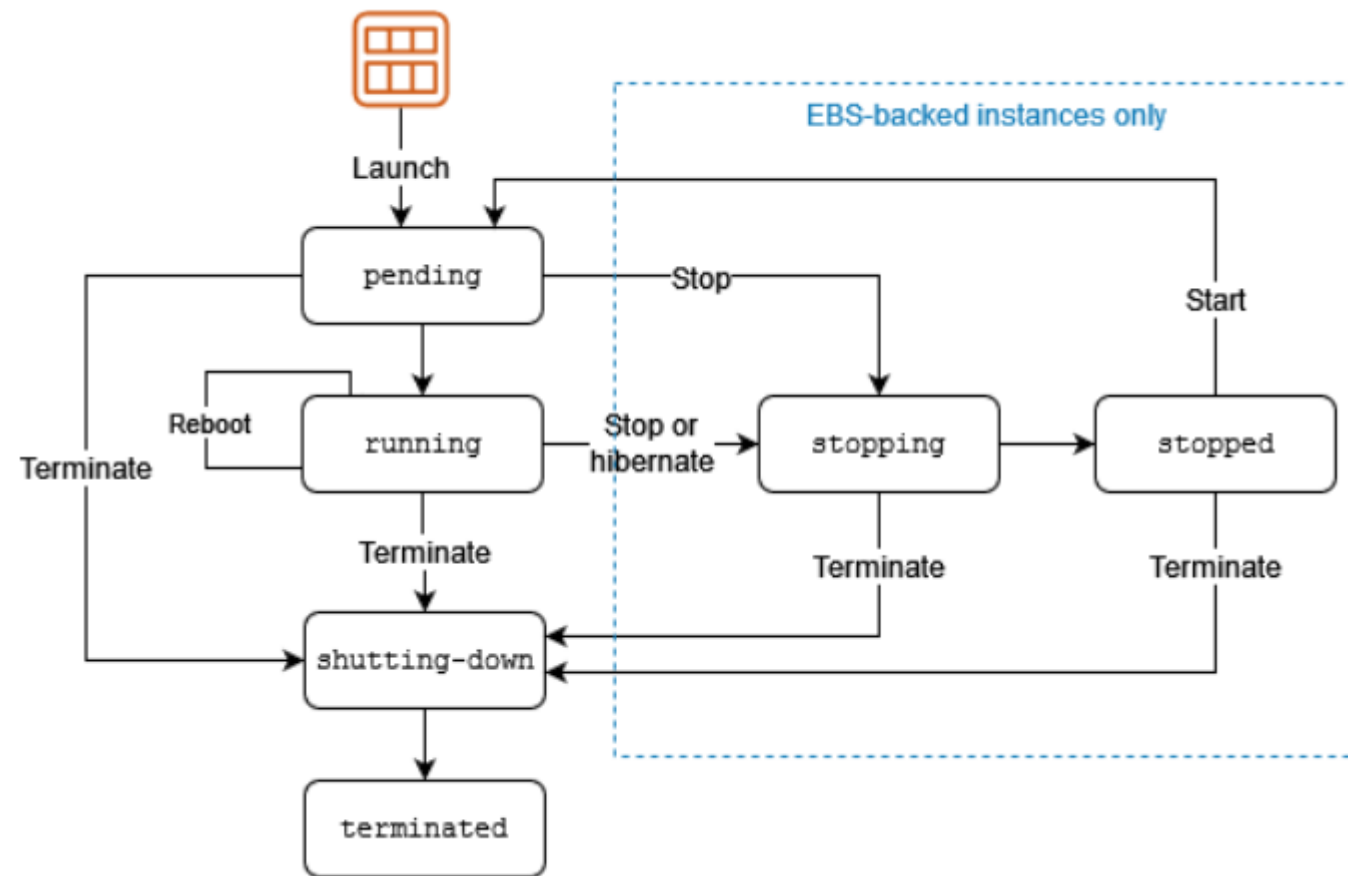 EBS-backed instances only
Launch
pending
Stop
Start
Reboot
running
Stop or
hibernate
stopping
stopped
Terminate
Terminate
Terminate
Terminate
shutting-down
terminated